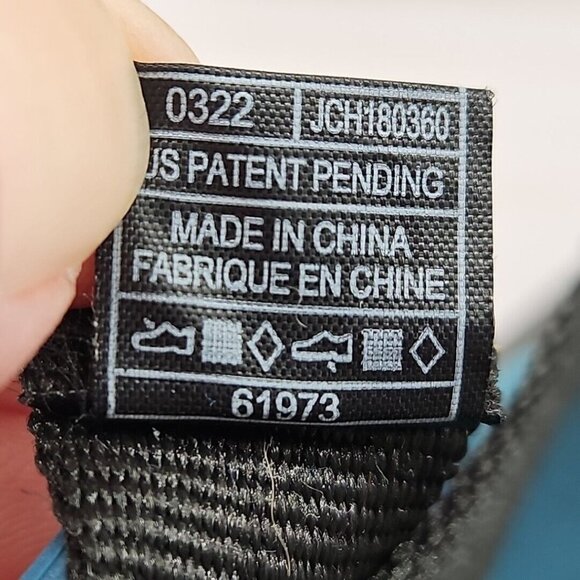 0322 JCH180360
US PATENT PENDING
MADE IN CHINA
FABRIQUE EN CHINE
61973